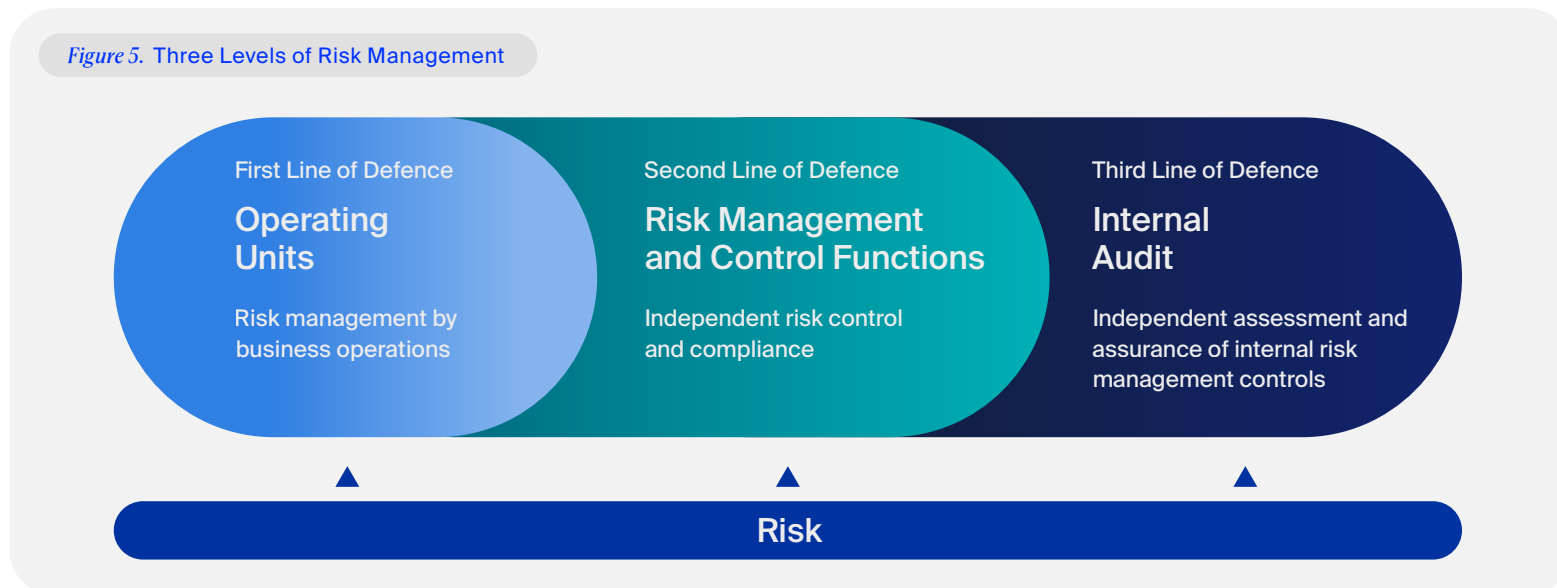 Figure 5. Three Levels of Risk Management
First Line of Defence
Operating
Units
Risk management by
business operations
Second Line of Defence
Risk Management
and Control Functions
Independent risk control
and compliance
Third Line of Defence
Internal
Audit
Independent assessment and
assurance of internal risk
management controls
Risk